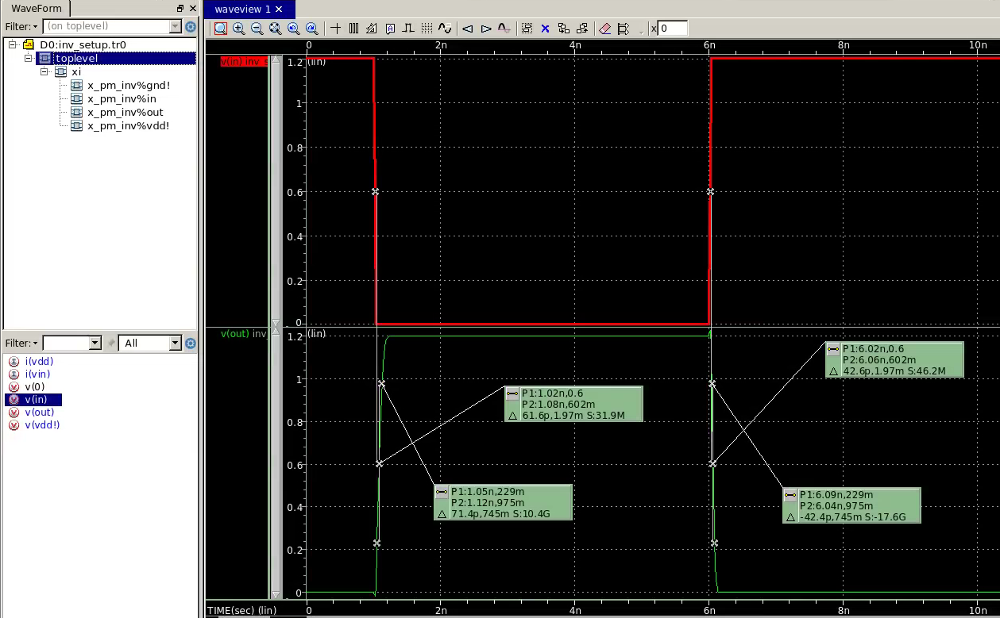 WaveForm
Filter:
(on toplevel)
D0:inv_setup.tr0
toplevel
xi
x_pm_inv%gnd!
x_pm_inv%in
x_pm_inv%out
x_pm_inv%vdd!
Filter:
All
i(vdd)
i(vin)
v(0)
v(in)
v(out)
v(vdd!)
waveview 1
x 0
0 2n 4n 6n 8n 10n
v(in) inv_s
(lin)
1.2
1
0.8
0.6
0.4
0.2
0
v(out) inv_
(lin)
1.2
1
0.8
0.6
0.4
0.2
0
P1:6.02n,0.6
P2:6.06n,602m
42.6p,1.97m S:46.2M
P1:1.02n,0.6
P2:1.08n,602m
61.6p,1.97m S:31.9M
P1:1.05n,229m
P2:1.12n,975m
71.4p,745m S:10.4G
P1:6.09n,229m
P2:6.04n,975m
-42.4p,745m S:-17.6G
TIME(sec) (lin)
0 2n 4n 6n 8n 10n